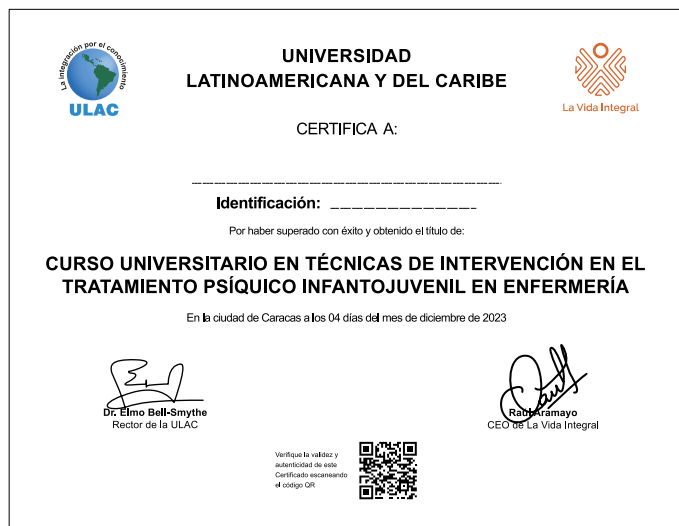 La integración por el conocimiento
ULAC
UNIVERSIDAD
LATINOAMERICANA Y DEL CARIBE
La Vida Integral
CERTIFICA A:
Identificación:
Por haber superado con éxito y obtenido el título de:
CURSO UNIVERSITARIO EN TÉCNICAS DE INTERVENCIÓN EN EL
TRATAMIENTO PSÍQUICO INFANTOJUVENIL EN ENFERMERÍA
En la ciudad de Caracas a los 04 días del mes de diciembre de 2023
Dr. Elmo Bell-Smythe
Rector de la ULAC
Raúl Aramayo
CEO de La Vida Integral
Verifique la validez y
autenticidad de este
Certificado escaneando
el código QR